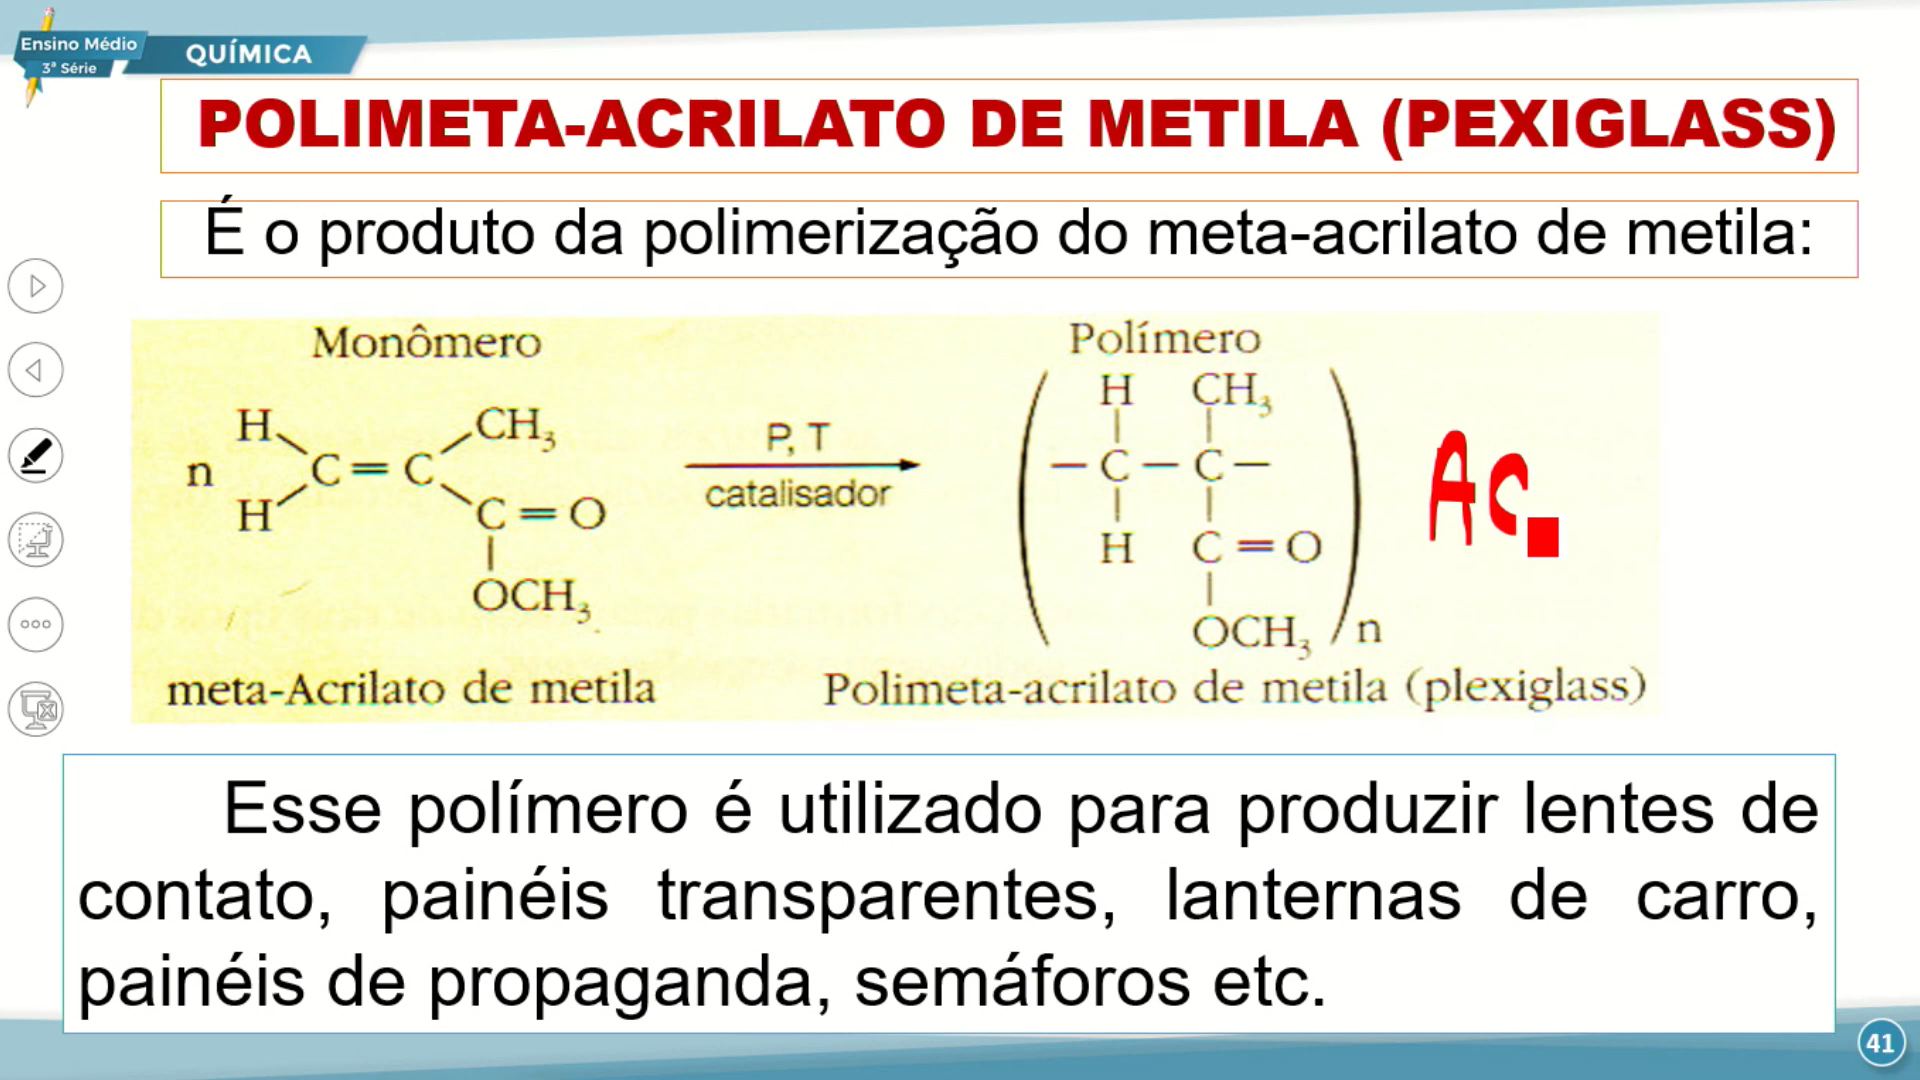 Ensino Médio
3ª Série
QUÍMICA
POLIMETA-ACRILATO DE METILA (PEXIGLASS)
É o produto da polimerização do meta-acrilato de metila:
Monômero
Polímero
H
CH₃
n
C=C
H
C=O
OCH₃
P, T
catalisador
H CH₃
—C—C—
H C=O
OCH₃
n
Ac
meta-Acrilato de metila
Polimeta-acrilato de metila (plexiglass)
Esse polímero é utilizado para produzir lentes de
contato, painéis transparentes, lanternas de carro,
painéis de propaganda, semáforos etc.
41